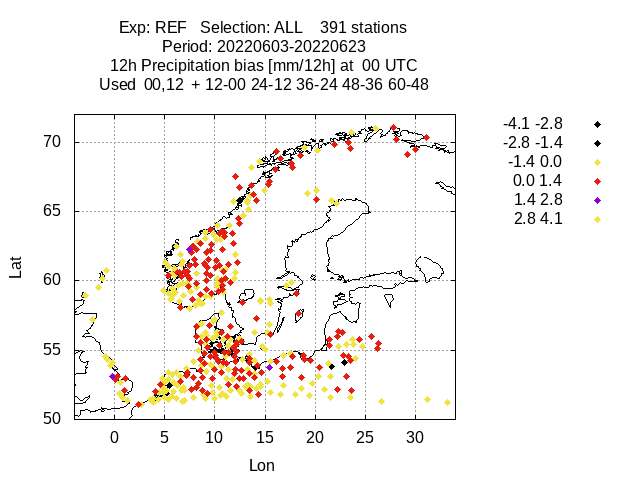 Exp: REF   Selection: ALL    391 stations
Period: 20220603-20220623
12h Precipitation bias [mm/12h] at  00 UTC
Used  00,12  + 12-00 24-12 36-24 48-36 60-48
-4.1 -2.8
-2.8 -1.4
-1.4 0.0
0.0 1.4
1.4 2.8
2.8 4.1
70
65
60
55
50
Lat
0 5 10 15 20 25 30
Lon